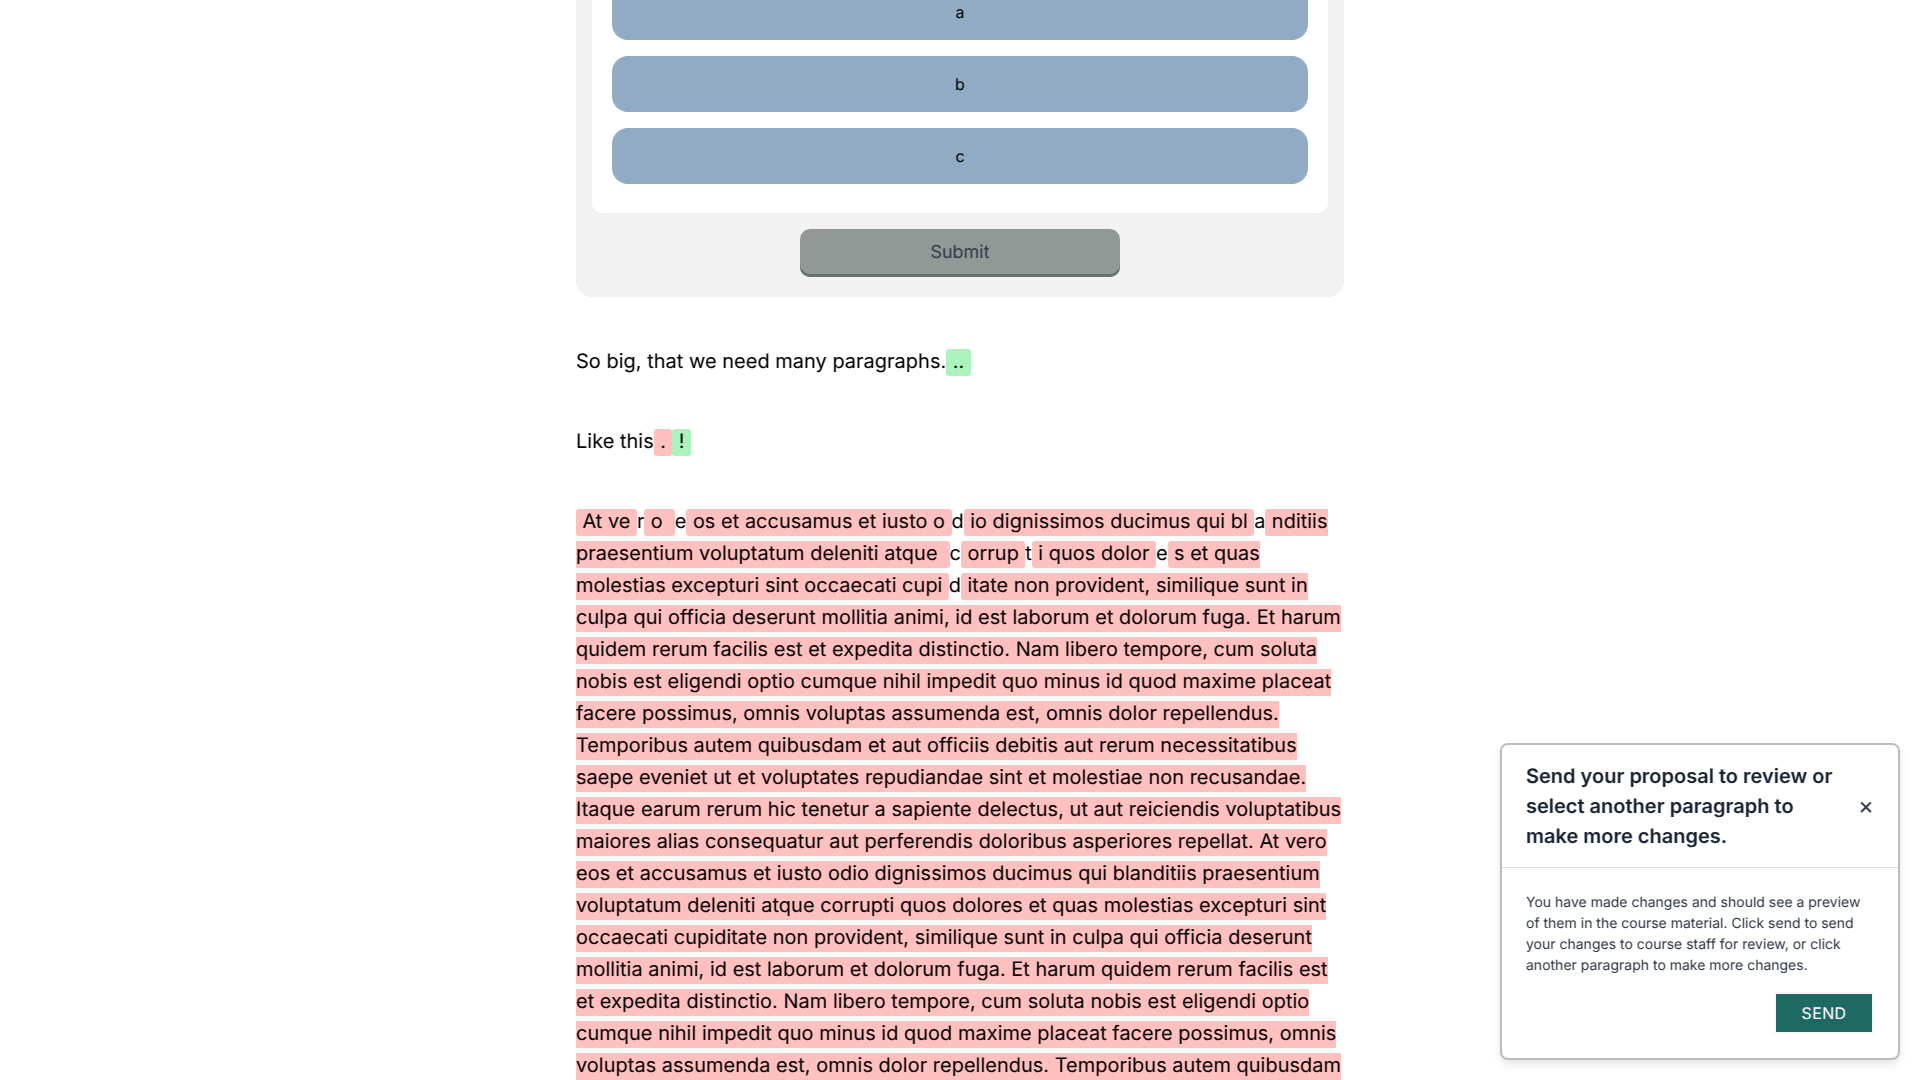 a
b
c
Submit
So big, that we need many paragraphs. ..
Like this . !
At ve r o e os et accusamus et iusto o d io dignissimos ducimus qui bl a nditiis
praesentium voluptatum deleniti atque c orrup t i quos dolor e s et quas
molestias excepturi sint occaecati cupi d itate non provident, similique sunt in
culpa qui officia deserunt mollitia animi, id est laborum et dolorum fuga. Et harum
quidem rerum facilis est et expedita distinctio. Nam libero tempore, cum soluta
nobis est eligendi optio cumque nihil impedit quo minus id quod maxime placeat
facere possimus, omnis voluptas assumenda est, omnis dolor repellendus.
Temporibus autem quibusdam et aut officiis debitis aut rerum necessitatibus
saepe eveniet ut et voluptates repudiandae sint et molestiae non recusandae.
Itaque earum rerum hic tenetur a sapiente delectus, ut aut reiciendis voluptatibus
maiores alias consequatur aut perferendis doloribus asperiores repellat. At vero
eos et accusamus et iusto odio dignissimos ducimus qui blanditiis praesentium
voluptatum deleniti atque corrupti quos dolores et quas molestias excepturi sint
occaecati cupiditate non provident, similique sunt in culpa qui officia deserunt
mollitia animi, id est laborum et dolorum fuga. Et harum quidem rerum facilis est
et expedita distinctio. Nam libero tempore, cum soluta nobis est eligendi optio
cumque nihil impedit quo minus id quod maxime placeat facere possimus, omnis
voluptas assumenda est, omnis dolor repellendus. Temporibus autem quibusdam
Send your proposal to review or
select another paragraph to
make more changes.
You have made changes and should see a preview
of them in the course material. Click send to send
your changes to course staff for review, or click
another paragraph to make more changes.
SEND